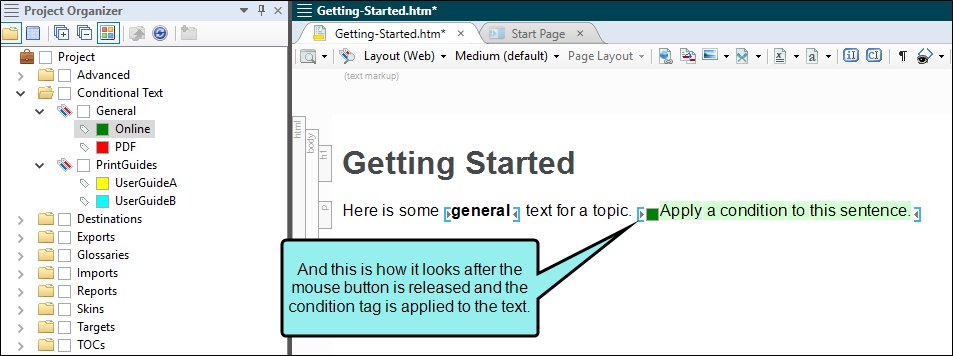 Project Organizer
Project
Advanced
Conditional Text
General
Online
PDF
PrintGuides
UserGuideA
UserGuideB
Destinations
Exports
Glossaries
Imports
Reports
Skins
Targets
TOCs
Getting-Started.htm*
Getting-Started.htm*
Start Page
Layout (Web)
Medium (default)
Page Layout
(text markup)
html
body
h1
p
Getting Started
Here is some general text for a topic. Apply a condition to this sentence.
And this is how it looks after the
mouse button is released and the
condition tag is applied to the text.